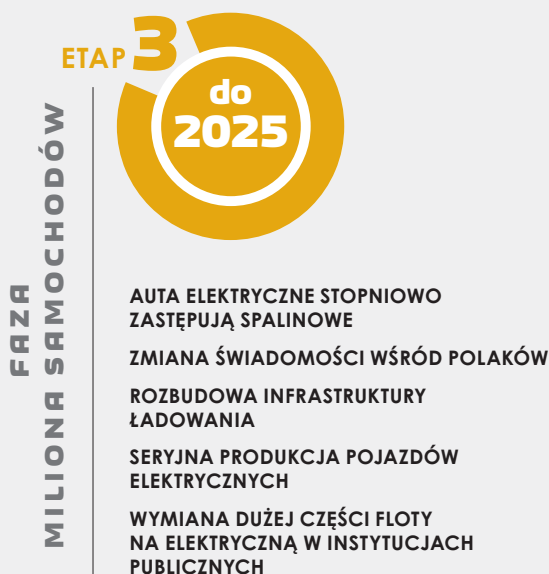 ETAP 3
do
2025
FAZA
MILIONA SAMOCHODÓW
AUTA ELEKTRYCZNE STOPNIOWO
ZASTĘPUJĄ SPALINOWE
ZMIANA ŚWIADOMOŚCI WŚRÓD POLAKÓW
ROZBUDOWA INFRASTRUKTURY
ŁADOWANIA
SERYJNA PRODUKCJA POJAZDÓW
ELEKTRYCZNYCH
WYMIANA DUŻEJ CZĘŚCI FLOTY
NA ELEKTRYCZNĄ W INSTYTUCJACH
PUBLICZNYCH